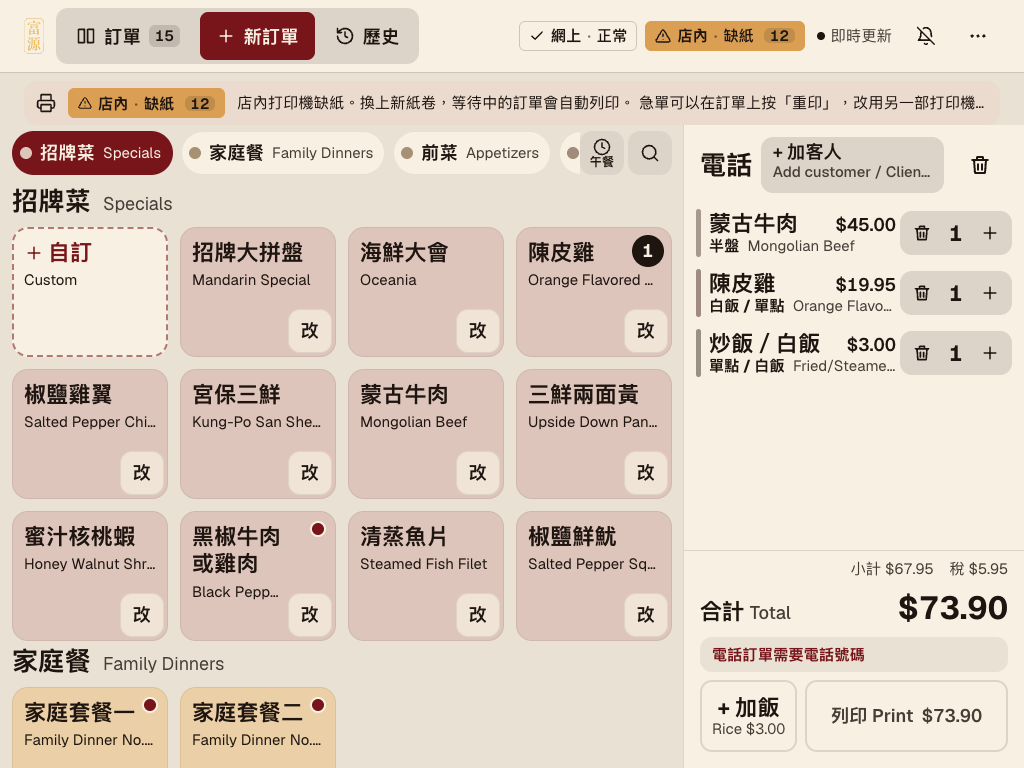 富源
訂單 15
新訂單
歷史
網上 · 正常
店內 · 缺紙 12
即時更新
店內 · 缺紙 12
店內打印機缺紙。換上新紙卷，等待中的訂單會自動列印。 急單可以在訂單上按「重印」，改用另一部打印機…
招牌菜 Specials
家庭餐 Family Dinners
前菜 Appetizers
午餐
招牌菜 Specials
+ 自訂
Custom
招牌大拼盤
Mandarin Special
改
海鮮大會
Oceania
改
陳皮雞 1
Orange Flavored …
改
椒鹽雞翼
Salted Pepper Chi…
改
宮保三鮮
Kung-Po San She…
改
蒙古牛肉
Mongolian Beef
改
三鮮兩面黃
Upside Down Pan…
改
蜜汁核桃蝦
Honey Walnut Shr…
改
黑椒牛肉
或雞肉
Black Pepp…
改
清蒸魚片
Steamed Fish Filet
改
椒鹽鮮魷
Salted Pepper Sq…
改
家庭餐 Family Dinners
家庭套餐一
Family Dinner No.…
家庭套餐二
Family Dinner No.…
電話
+ 加客人
Add customer / Clien…
蒙古牛肉 $45.00
半盤 Mongolian Beef
1 +
陳皮雞 $19.95
白飯 / 單點 Orange Flavo…
1 +
炒飯 / 白飯 $3.00
單點 / 白飯 Fried/Steame…
1 +
小計 $67.95 稅 $5.95
合計 Total $73.90
電話訂單需要電話號碼
+ 加飯
Rice $3.00
列印 Print $73.90